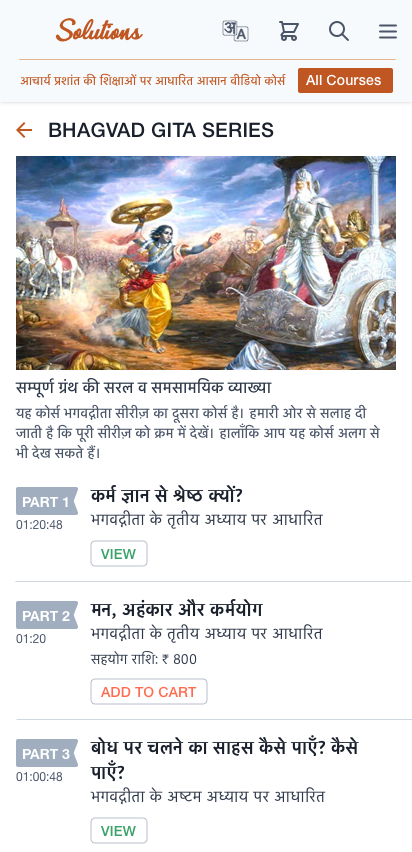 Solutions
अ A
आचार्य प्रशांत की शिक्षाओं पर आधारित आसान वीडियो कोर्स
All Courses
BHAGVAD GITA SERIES
सम्पूर्ण ग्रंथ की सरल व समसामयिक व्याख्या
यह कोर्स भगवद्गीता सीरीज़ का दूसरा कोर्स है। हमारी ओर से सलाह दी
जाती है कि पूरी सीरीज़ को क्रम में देखें। हालाँकि आप यह कोर्स अलग से
भी देख सकते हैं।
PART 1
कर्म ज्ञान से श्रेष्ठ क्यों?
01:20:48
भगवद्गीता के तृतीय अध्याय पर आधारित
VIEW
PART 2
मन, अहंकार और कर्मयोग
01:20
भगवद्गीता के तृतीय अध्याय पर आधारित
सहयोग राशि: ₹ 800
ADD TO CART
PART 3
बोध पर चलने का साहस कैसे पाएँ? कैसे
पाएँ?
01:00:48
भगवद्गीता के अष्टम अध्याय पर आधारित
VIEW